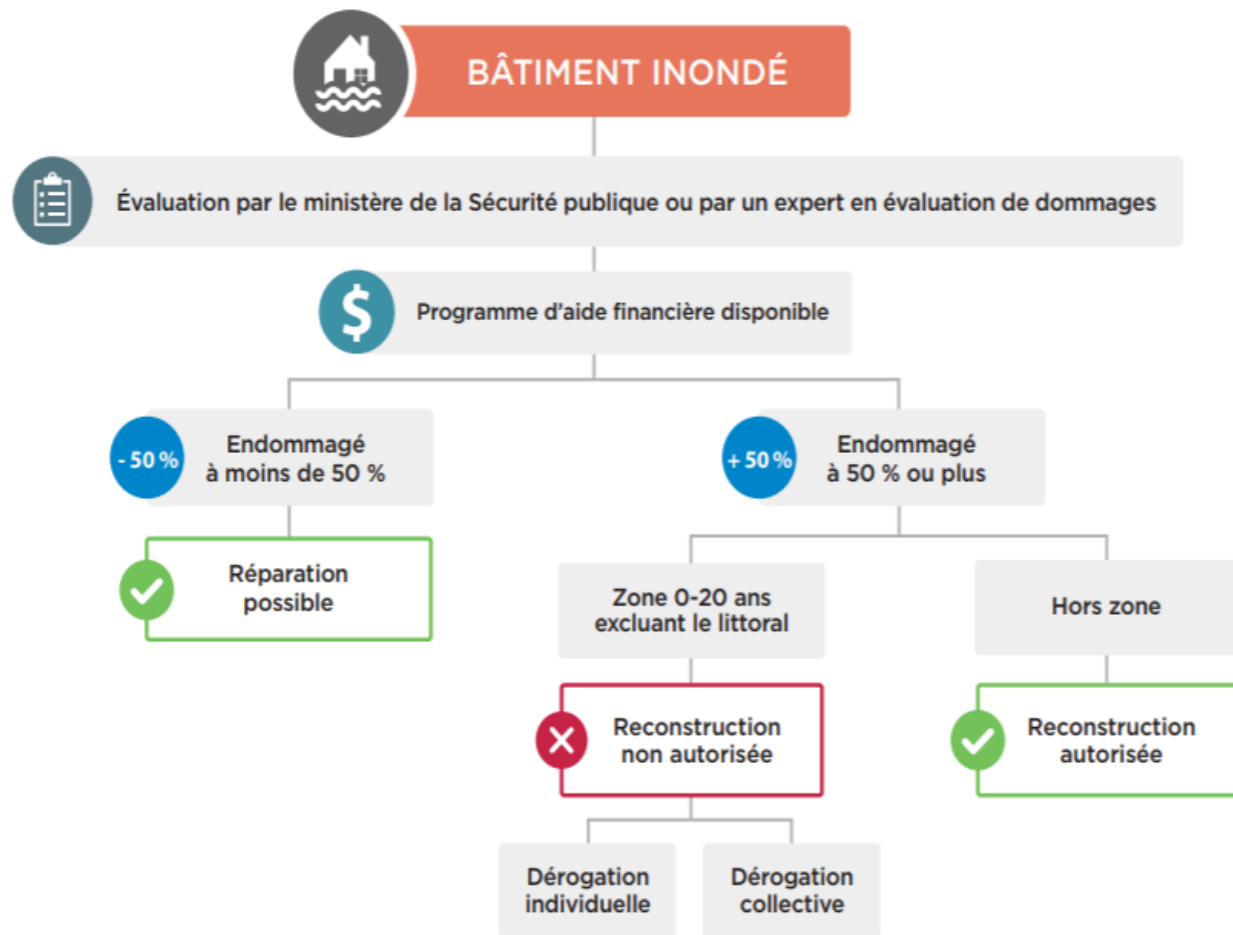 BÂTIMENT INONDÉ
Évaluation par le ministère de la Sécurité publique ou par un expert en évaluation de dommages
$
Programme d'aide financière disponible
- 50 %
Endommagé
à moins de 50 %
+ 50 %
Endommagé
à 50 % ou plus
Réparation
possible
Zone 0-20 ans
excluant le littoral
Hors zone
Reconstruction
non autorisée
Reconstruction
autorisée
Dérogation
individuelle
Dérogation
collective